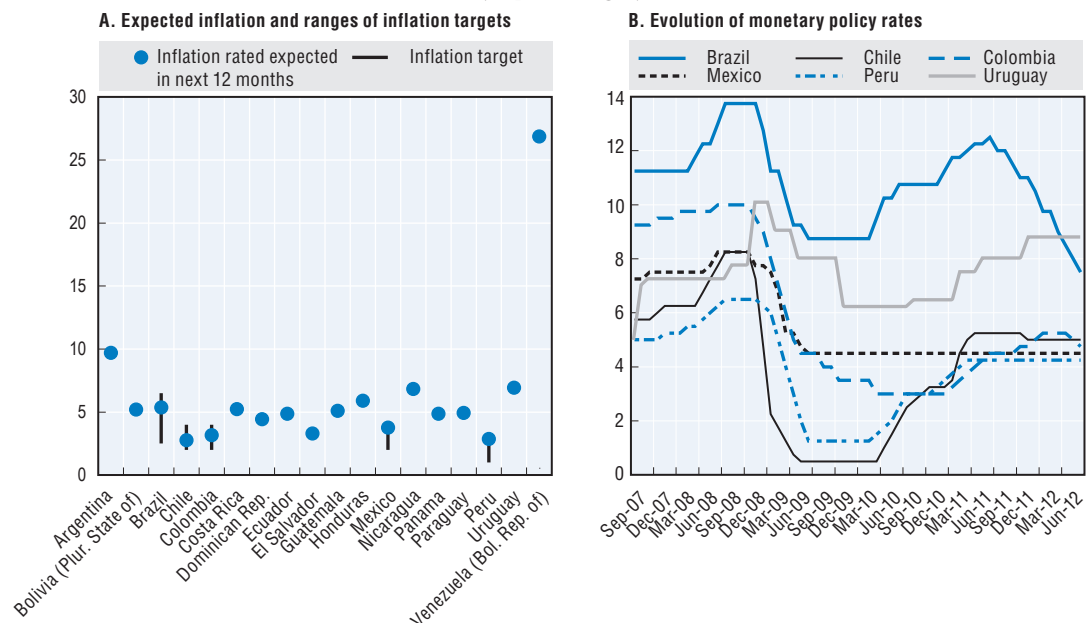 A. Expected inflation and ranges of inflation targets
Inflation rated expected
in next 12 months
Inflation target
30
25
20
15
10
5
0
Argentina
Bolivia (Plur. State of)
Brazil
Chile
Colombia
Costa Rica
Dominican Rep.
Ecuador
El Salvador
Guatemala
Honduras
Mexico
Nicaragua
Panama
Paraguay
Peru
Uruguay
Venezuela (Bol. Rep. of)
B. Evolution of monetary policy rates
Brazil Chile Colombia
Mexico Peru Uruguay
14
12
10
8
6
4
2
0
Sep-07
Dec-07
Mar-08
Jun-08
Sep-08
Dec-08
Mar-09
Jun-09
Sep-09
Dec-09
Mar-10
Jun-10
Sep-10
Dec-10
Mar-11
Jun-11
Sep-11
Dec-11
Mar-12
Jun-12